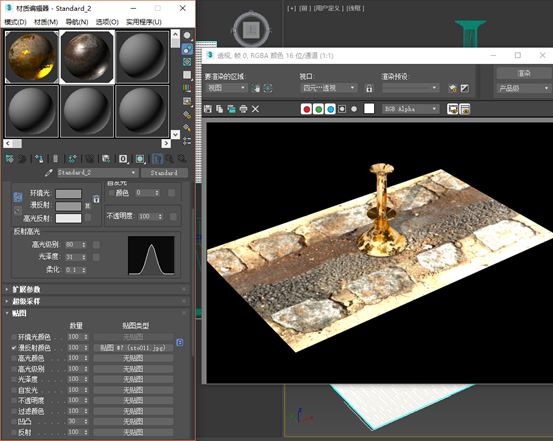 材质编辑器 - Standard_2
模式(D) 材质(M) 导航(N) 选项(O) 实用程序(U)
Standard_2
Standard
环境光:
漫反射:
高光反射:
自发光
颜色 0
不透明度: 100
反射高光
高光级别: 80
光泽度: 31
柔化: 0.1
扩展参数
超级采样
贴图
数量 贴图类型
环境光颜色 . . 100 无贴图
漫反射颜色 . . 100 贴图 #7 (sto011.jpg)
高光颜色 . . . 100 无贴图
高光级别 . . . 100 无贴图
光泽度 . . . . 100 无贴图
自发光 . . . . 100 无贴图
不透明度 . . . 100 无贴图
过滤颜色 . . . 100 无贴图
凹凸 . . . . . 30 无贴图
反射 . . . . . 100 无贴图
[+] [前] [用户定义] [线框]
透视, 帧 0, RGBA 颜色 16 位/通道 (1:1)
要渲染的区域:
视图
视口:
四元…透视
渲染预设:
渲染
产品级
RGB Alpha